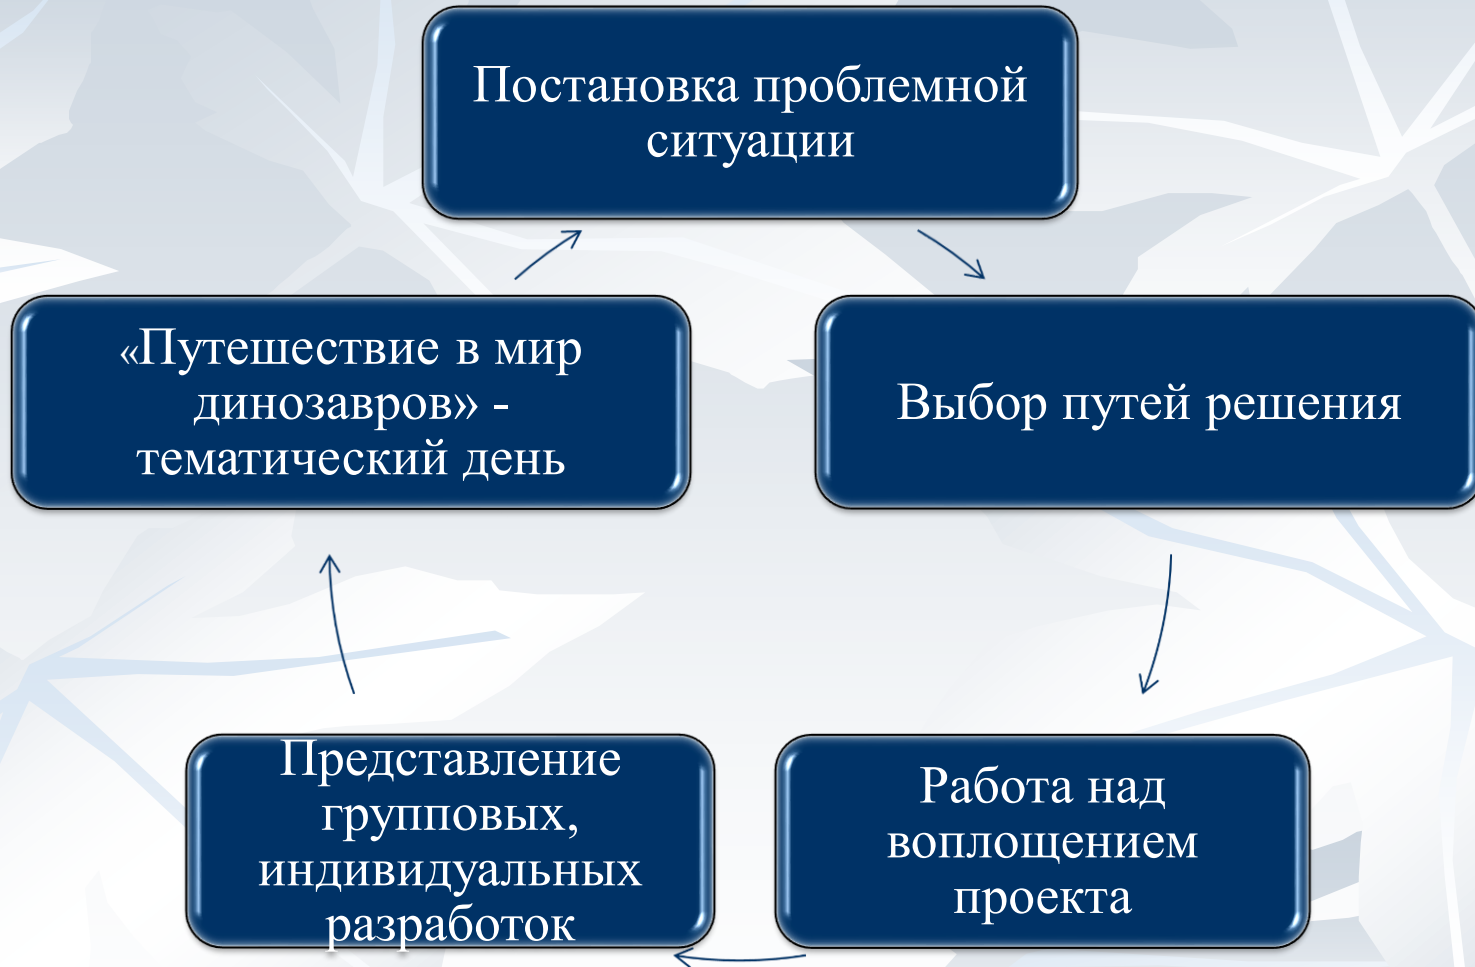 Постановка проблемной
ситуации
«Путешествие в мир
динозавров» -
тематический день
Выбор путей решения
Представление
групповых,
индивидуальных
разработок
Работа над
воплощением
проекта